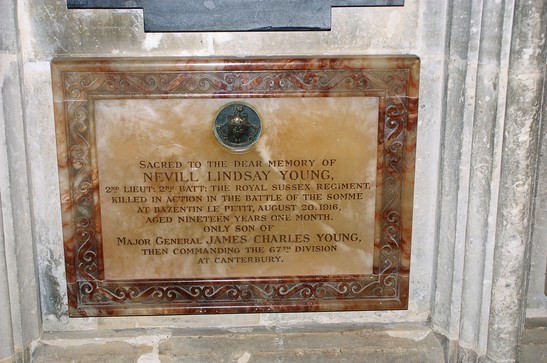 SACRED TO THE DEAR MEMORY OF
NEVILL LINDSAY YOUNG,
2ND LIEUT: 2ND BATT: THE ROYAL SUSSEX REGIMENT,
KILLED IN ACTION IN THE BATTLE OF THE SOMME
AT BAZENTIN LE PETIT, AUGUST 20, 1916,
AGED NINETEEN YEARS ONE MONTH.
ONLY SON OF
MAJOR GENERAL JAMES CHARLES YOUNG,
THEN COMMANDING THE 67TH DIVISION
AT CANTERBURY.